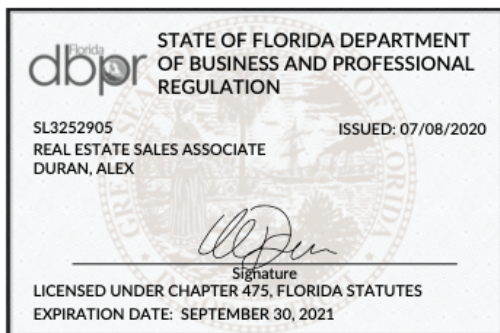 Florida
dbpr
STATE OF FLORIDA DEPARTMENT
OF BUSINESS AND PROFESSIONAL
REGULATION
SL3252905
ISSUED: 07/08/2020
REAL ESTATE SALES ASSOCIATE
DURAN, ALEX
Signature
LICENSED UNDER CHAPTER 475, FLORIDA STATUTES
EXPIRATION DATE: SEPTEMBER 30, 2021